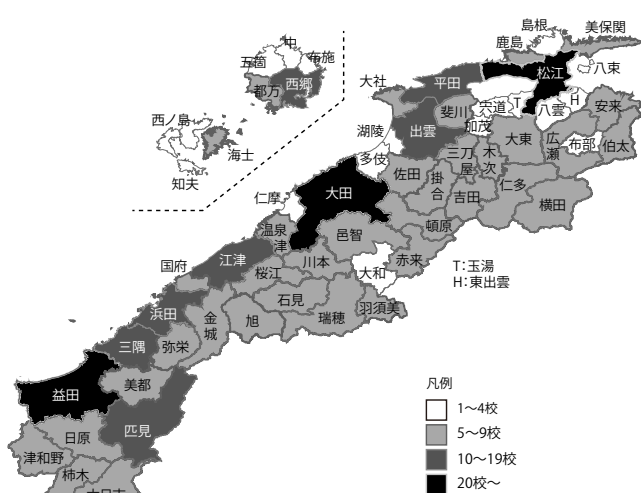 島根
美保関
中
五箇
布施
鹿島
松江
八束
西郷
都万
平田
大社
宍道
T
H
八雲
安来
斐川
加茂
西ノ島
湖陵
出雲
大東
広瀬
布部
伯太
海士
多伎
三刀屋
木次
知夫
佐田
掛合
仁多
仁摩
大田
吉田
横田
温泉津
邑智
頓原
国府
江津
川本
大和
赤来
T:玉湯
H:東出雲
桜江
浜田
金城
石見
羽須美
三隅
弥栄
旭
瑞穂
益田
美都
匹見
日原
津和野
柿木
凡例
1〜4校
5〜9校
10〜19校
20校〜